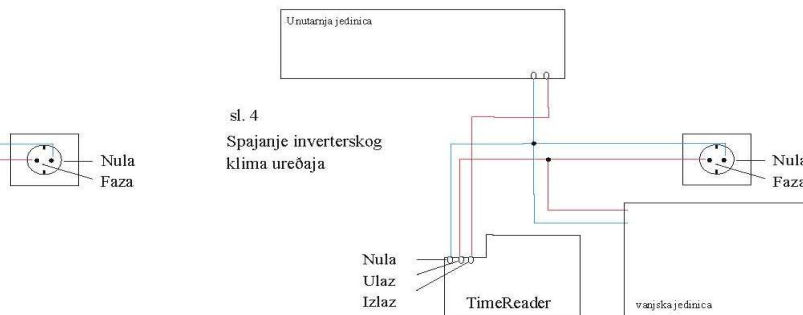 Unutarnja jedinica
sl. 4
Spajanje inverterskog
klima uređaja
Nula
Faza
Nula
Faza
Nula
Ulaz
Izlaz
TimeReader
vanjska jedinica